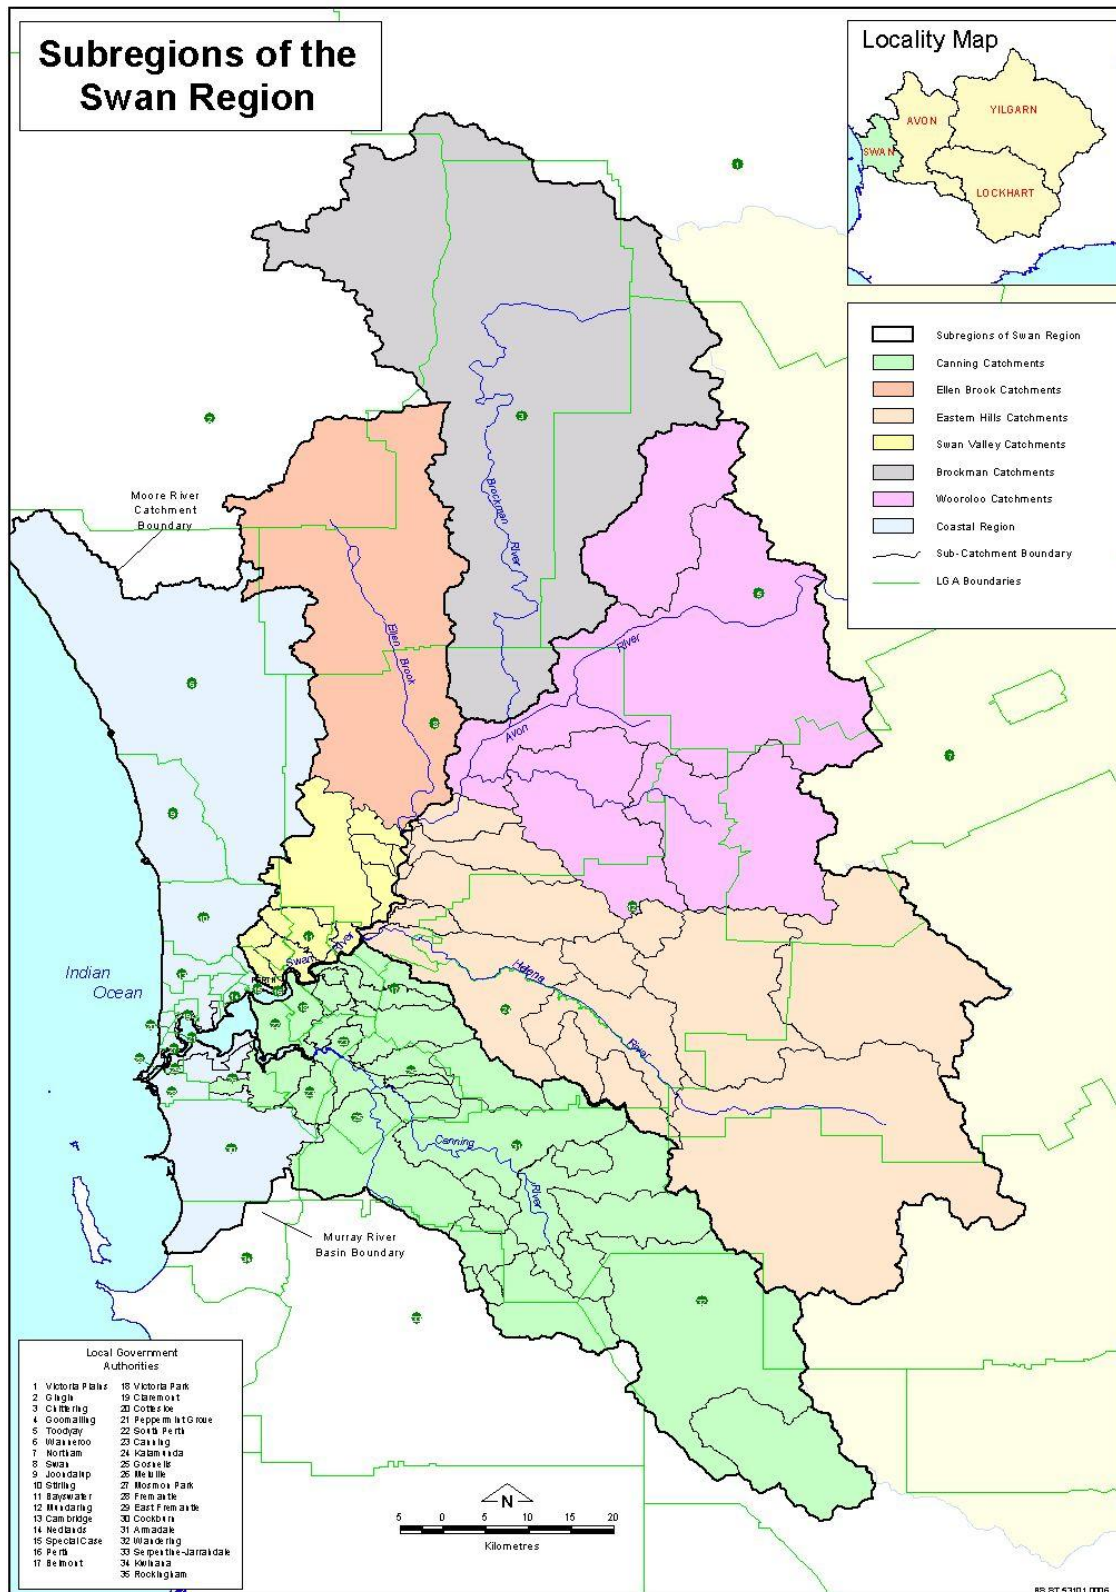 Subregions of the
Swan Region
Locality Map
YILGARN
AVON
SWAN
LOCKHART
Subregions of Swan Region
Canning Catchments
Ellen Brook Catchments
Eastern Hills Catchments
Swan Valley Catchments
Brockman Catchments
Wooroloo Catchments
Coastal Region
Sub-Catchment Boundary
LGA Boundaries
1
2
3
Moore River
Catchment
Boundary
Brockman
River
Ellen Brook
River
Avon
7
9
Indian
Ocean
Swan
River
Helena
River
Canning
River
Murray River
Basin Boundary
Local Government
Authorities
1 Victoria Plains
2 Gingin
3 Chittering
4 Goomalling
5 Toodyay
6 Wanneroo
7 Northam
8 Swan
9 Joondalup
10 Stirling
11 Bayswater
12 Mundaring
13 Cambridge
14 Nedlands
15 Special Case
16 Perth
17 Belmont
18 Victoria Park
19 Claremont
20 Cottesloe
21 Peppermint Grove
22 South Perth
23 Canning
24 Kalamunda
25 Gosnells
26 Melville
27 Mosmon Park
28 Fremantle
29 East Fremantle
30 Cockburn
31 Armadale
32 Wandering
33 Serpentine-Jarrahdale
34 Kwinana
35 Rockingham
N
5 0 5 10 15 20
Kilometres